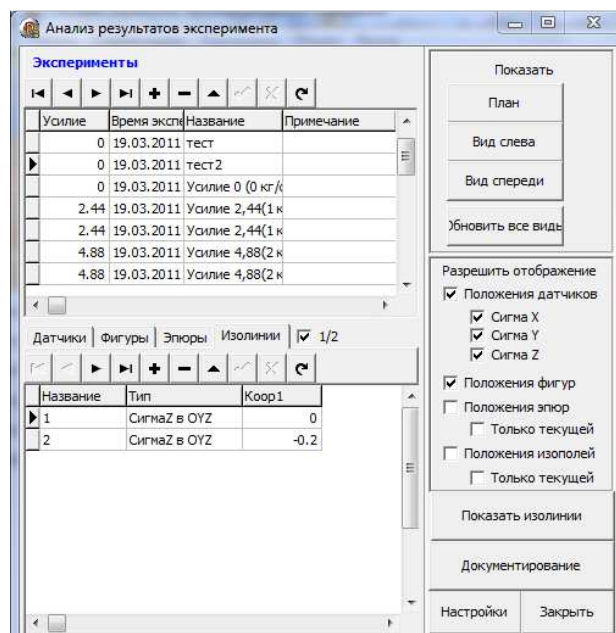 Анализ результатов эксперимента
Эксперименты
Усилие Время экспе Название Примечание
0 19.03.2011 тест
0 19.03.2011 тест2
0 19.03.2011 Усилие 0 (0 кг/с
2.44 19.03.2011 Усилие 2,44(1 к
2.44 19.03.2011 Усилие 2,44(1 к
4.88 19.03.2011 Усилие 4,88(2 к
4.88 19.03.2011 Усилие 4,88(2 к
Датчики Фигуры Эпюры Изолинии 1/2
Название Тип Коор1
1 СигмаZ в OYZ 0
2 СигмаZ в OYZ -0.2
Показать
План
Вид слева
Вид спереди
Обновить все виды
Разрешить отображение
Положения датчиков
Сигма X
Сигма Y
Сигма Z
Положения фигур
Положения эпюр
Только текущей
Положения изополей
Только текущей
Показать изолинии
Документирование
Настройки Закрыть